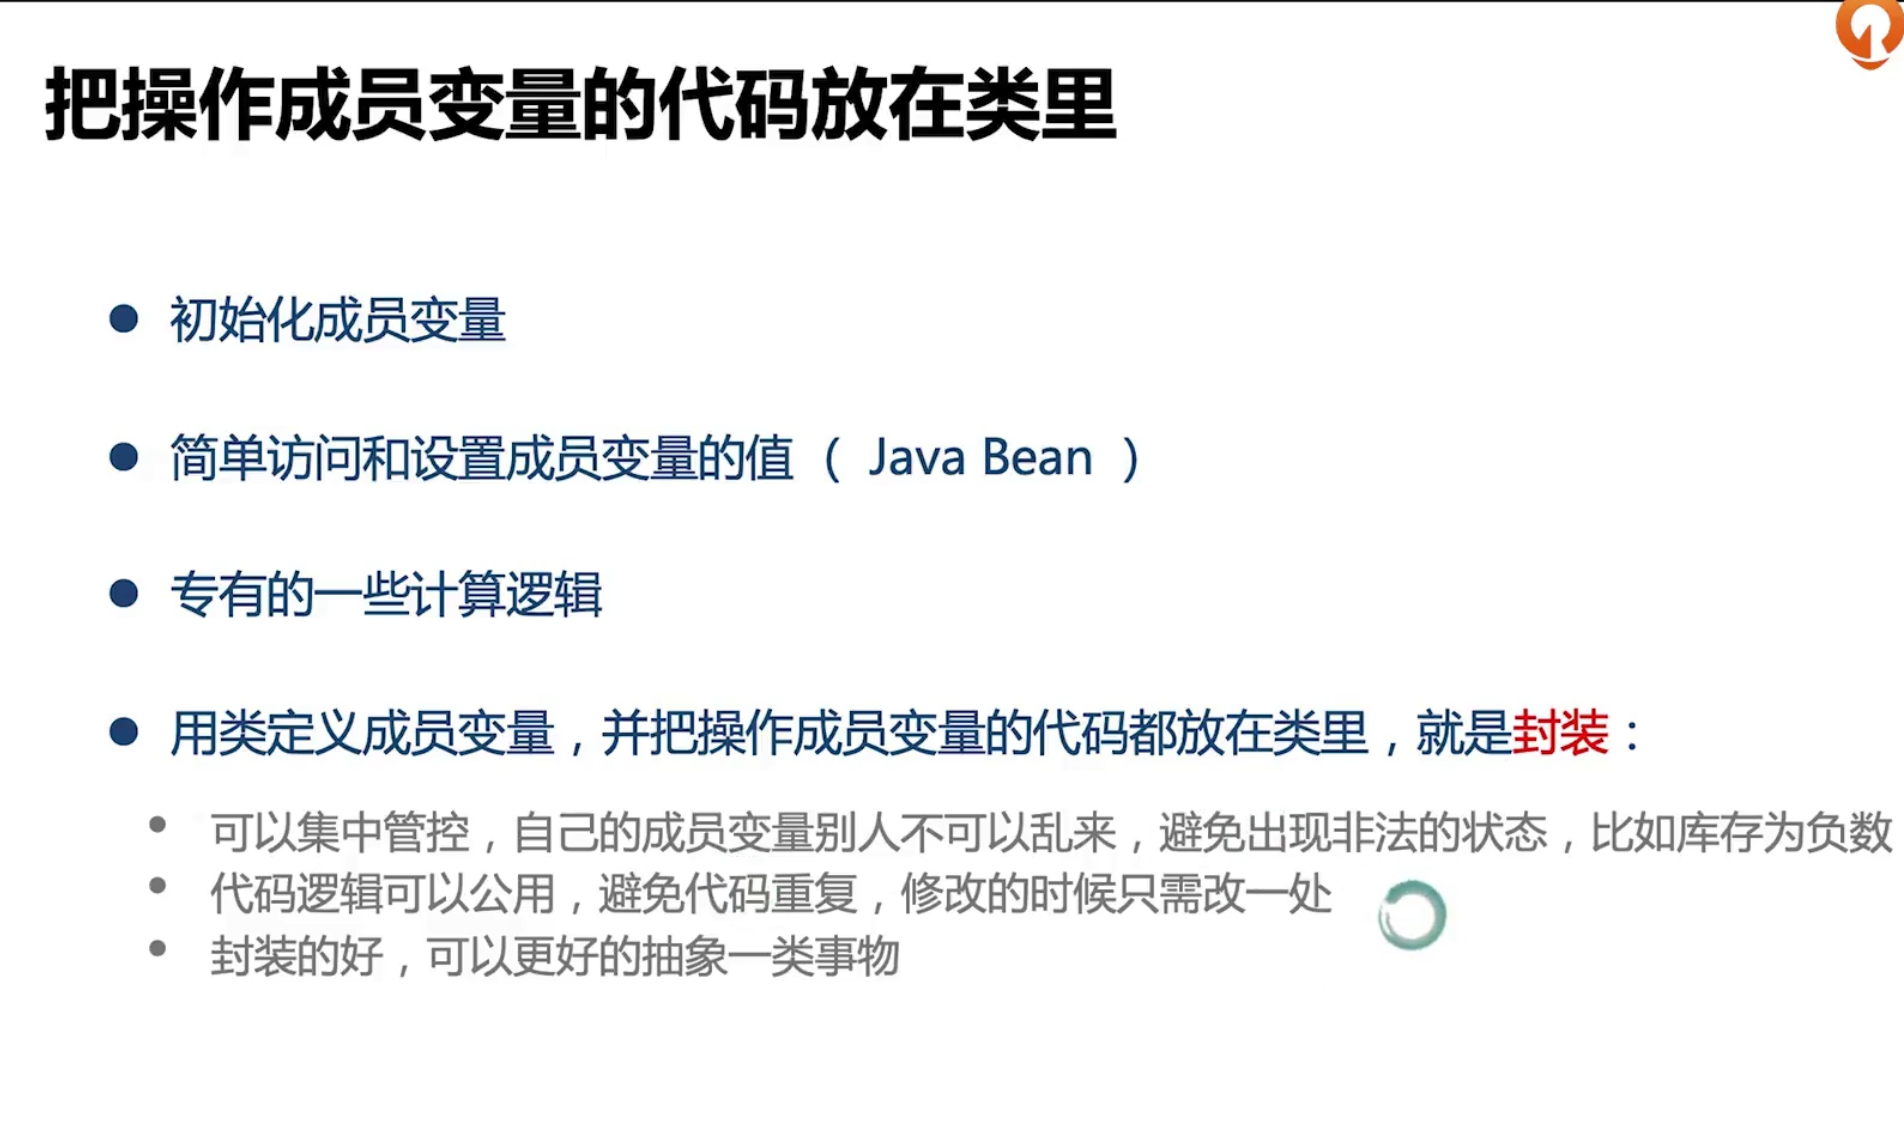 把操作成员变量的代码放在类里
初始化成员变量
简单访问和设置成员变量的值（ Java Bean ）
专有的一些计算逻辑
用类定义成员变量，并把操作成员变量的代码都放在类里，就是封装：
可以集中管控，自己的成员变量别人不可以乱来，避免出现非法的状态，比如库存为负数
代码逻辑可以公用，避免代码重复，修改的时候只需改一处
封装的好，可以更好的抽象一类事物